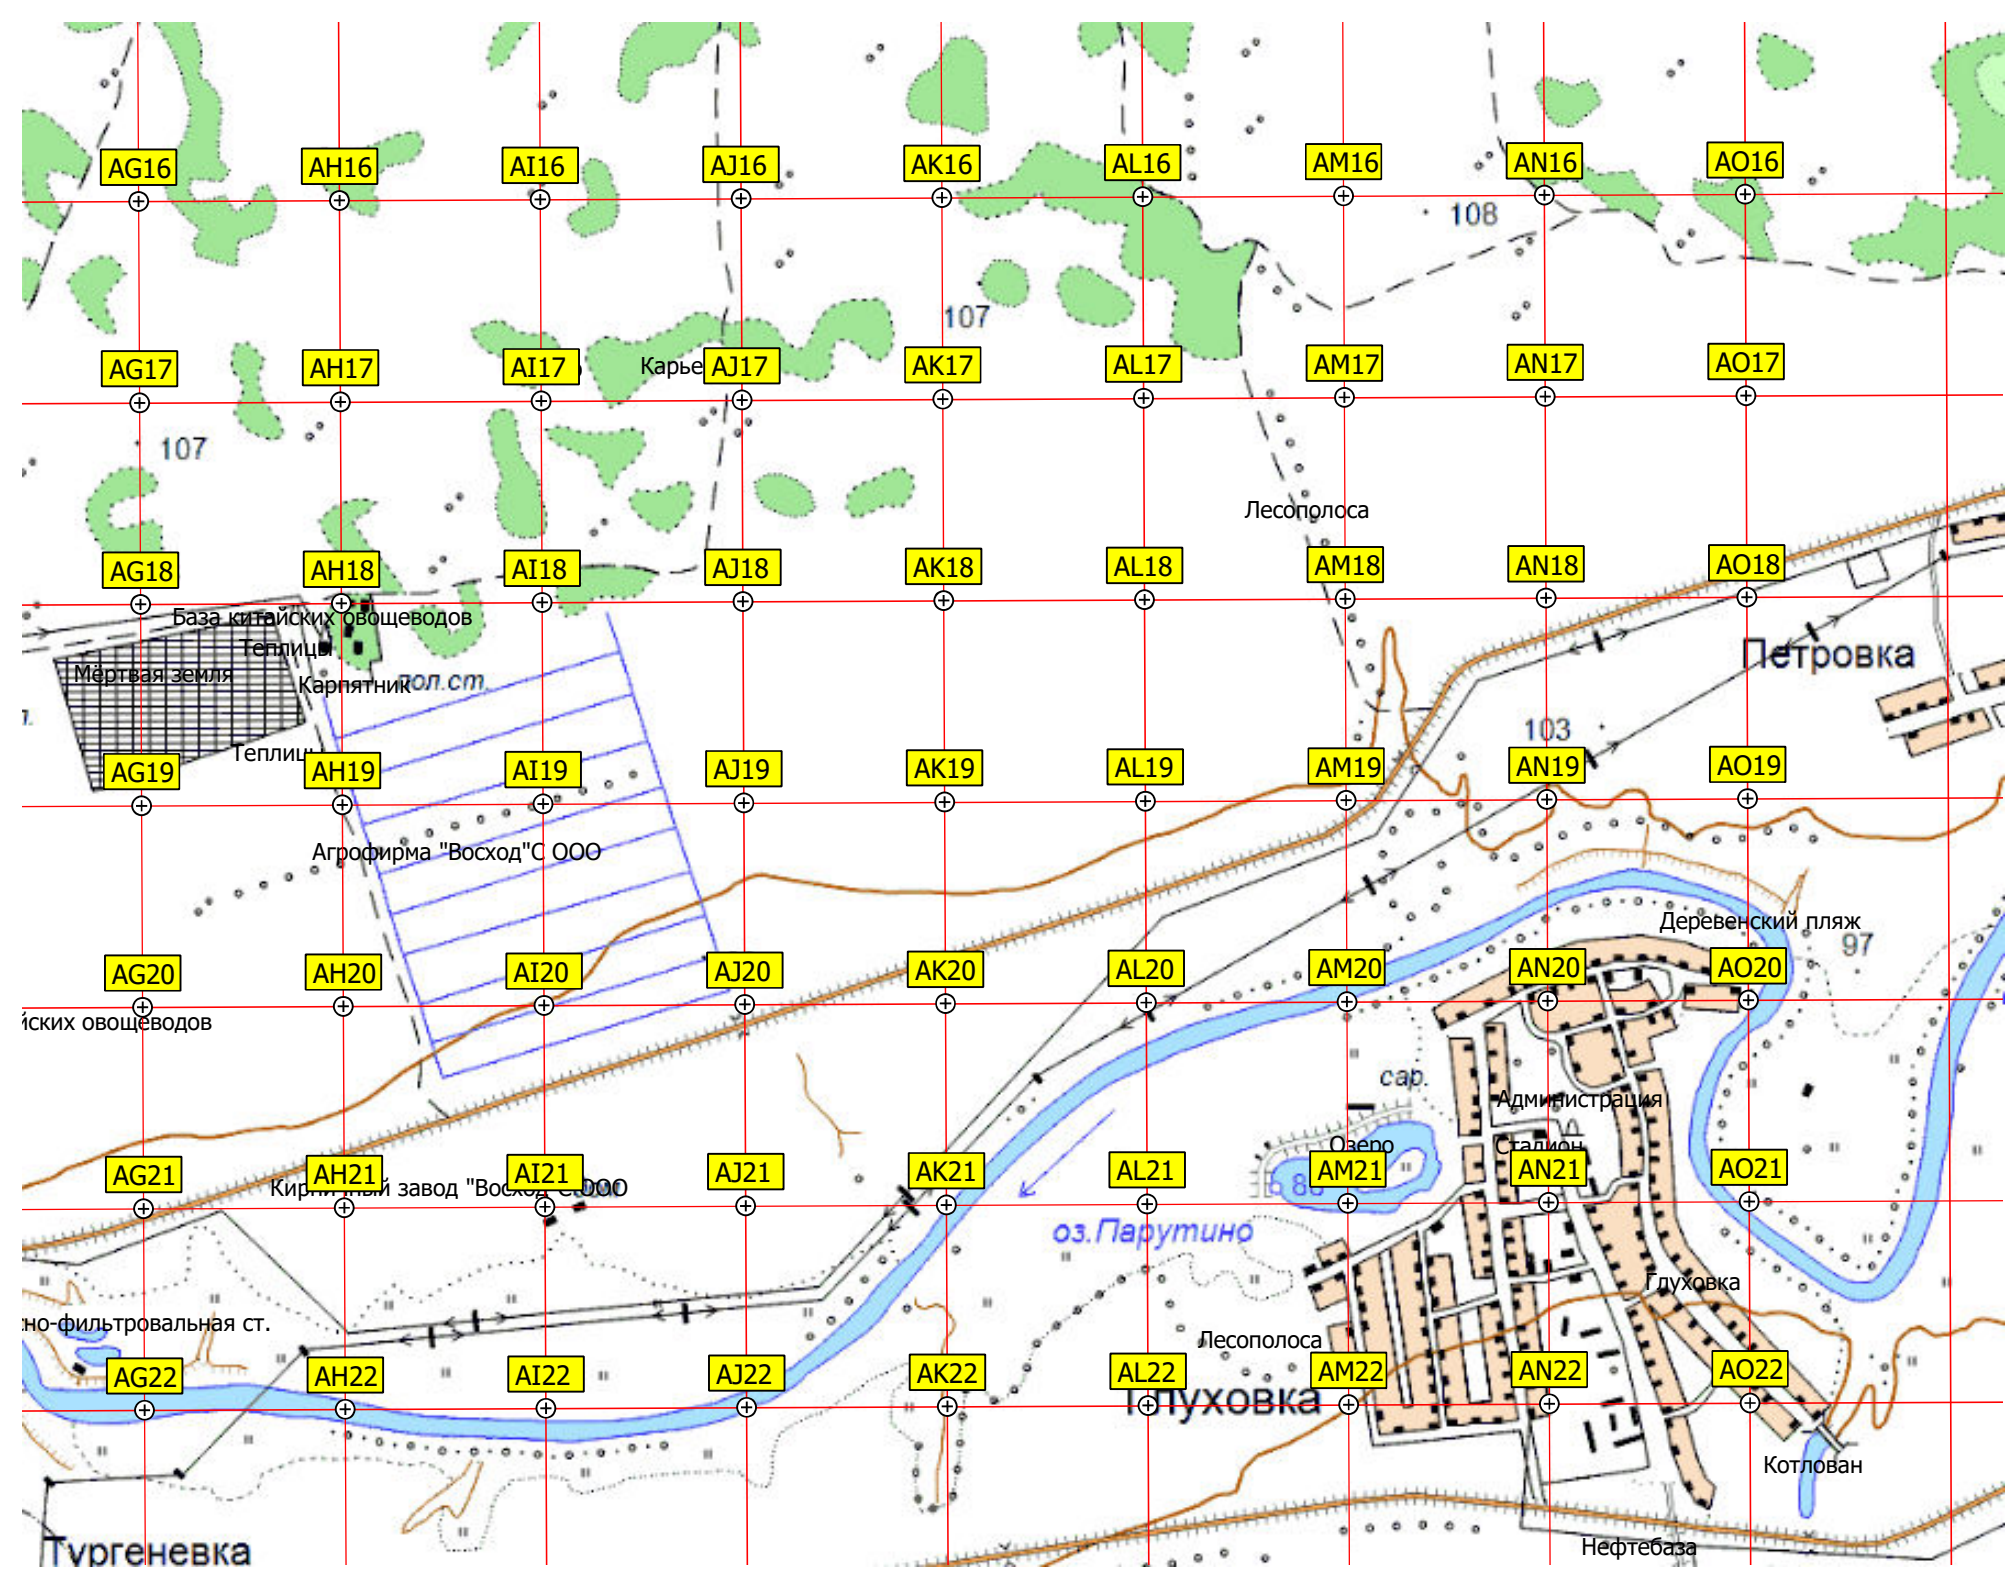 AG16 AH16 AI16 AJ16 AK16 AL16 AM16 AN16 AO16
108
107
AG17 AH17 AI17 Карье AJ17 AK17 AL17 AM17 AN17 AO17
107
Лесополоса
AG18 AH18 AI18 AJ18 AK18 AL18 AM18 AN18 AO18
База китайских овощеводов
Теплицы
Петровка
Мёртвая земля
Карпятник пол.ст.
103
Теплицы
AG19 AH19 AI19 AJ19 AK19 AL19 AM19 AN19 AO19
Агрофирма "Восход"С ООО
Деревенский пляж
97
AG20 AH20 AI20 AJ20 AK20 AL20 AM20 AN20 AO20
йских овощеводов
сар.
Администрация
Озеро Стадион
AG21 AH21 AI21 AJ21 AK21 AL21 AM21 AN21 AO21
Кирпичный завод "Восход"С ООО
оз.Парутино
Глуховка
но-фильтровальная ст.
Лесополоса
AG22 AH22 AI22 AJ22 AK22 AL22 AM22 AN22 AO22
Глуховка
Котлован
Тургеневка
Нефтебаза